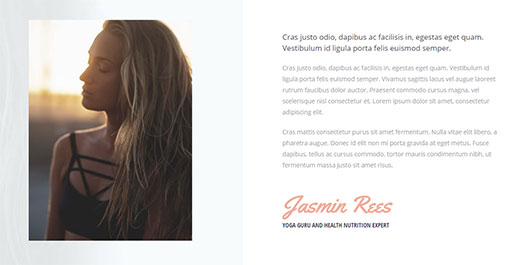 Cras justo odio, dapibus ac facilisis in, egestas eget quam.
Vestibulum id ligula porta felis euismod semper.
Cras justo odio, dapibus ac facilisis in, egestas eget quam. Vestibulum id
ligula porta felis euismod semper. Vivamus sagittis lacus vel augue laoreet
rutrum faucibus dolor auctor. Praesent commodo cursus magna, vel
scelerisque nisl consectetur et. Lorem ipsum dolor sit amet, consectetur
adipiscing elit.
Cras mattis consectetur purus sit amet fermentum. Nulla vitae elit libero, a
pharetra augue. Donec id elit non mi porta gravida at eget metus. Fusce
dapibus, tellus ac cursus commodo, tortor mauris condimentum nibh, ut
fermentum massa justo sit amet risus.
Jasmin Rees
YOGA GURU AND HEALTH NUTRITION EXPERT